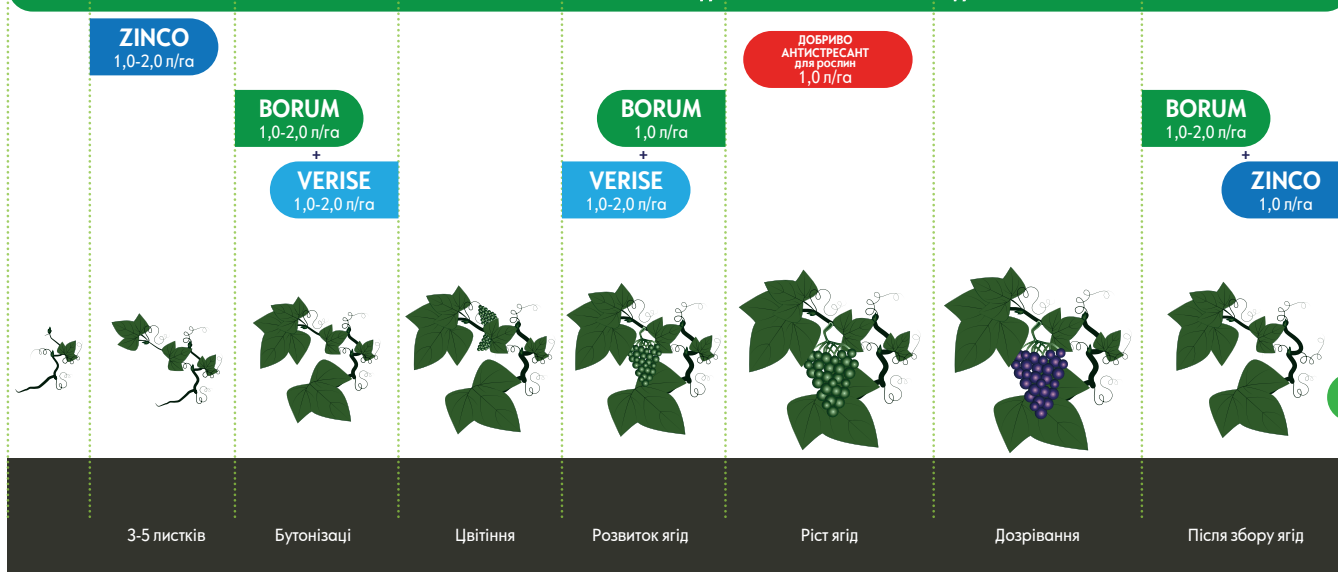 ZINCO
1,0-2,0 л/га
BORUM
1,0-2,0 л/га
+
VERISE
1,0-2,0 л/га
BORUM
1,0 л/га
+
VERISE
1,0-2,0 л/га
ДОБРИВО
АНТИСТРЕСАНТ
для рослин
1,0 л/га
BORUM
1,0-2,0 л/га
+
ZINCO
1,0 л/га
3-5 листків
Бутонізаці
Цвітіння
Розвиток ягід
Ріст ягід
Дозрівання
Після збору ягід